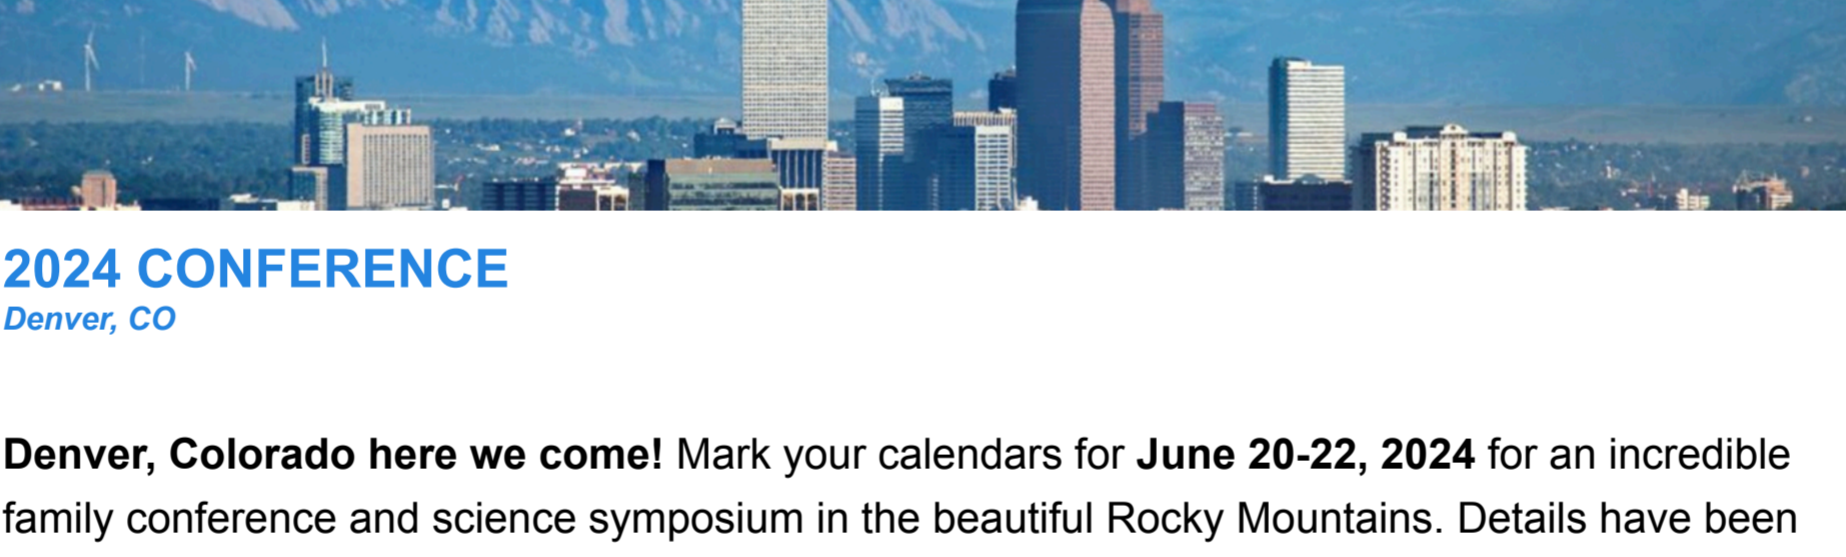 2024 CONFERENCE
Denver, CO
Denver, Colorado here we come! Mark your calendars for June 20-22, 2024 for an incredible
family conference and science symposium in the beautiful Rocky Mountains. Details have been